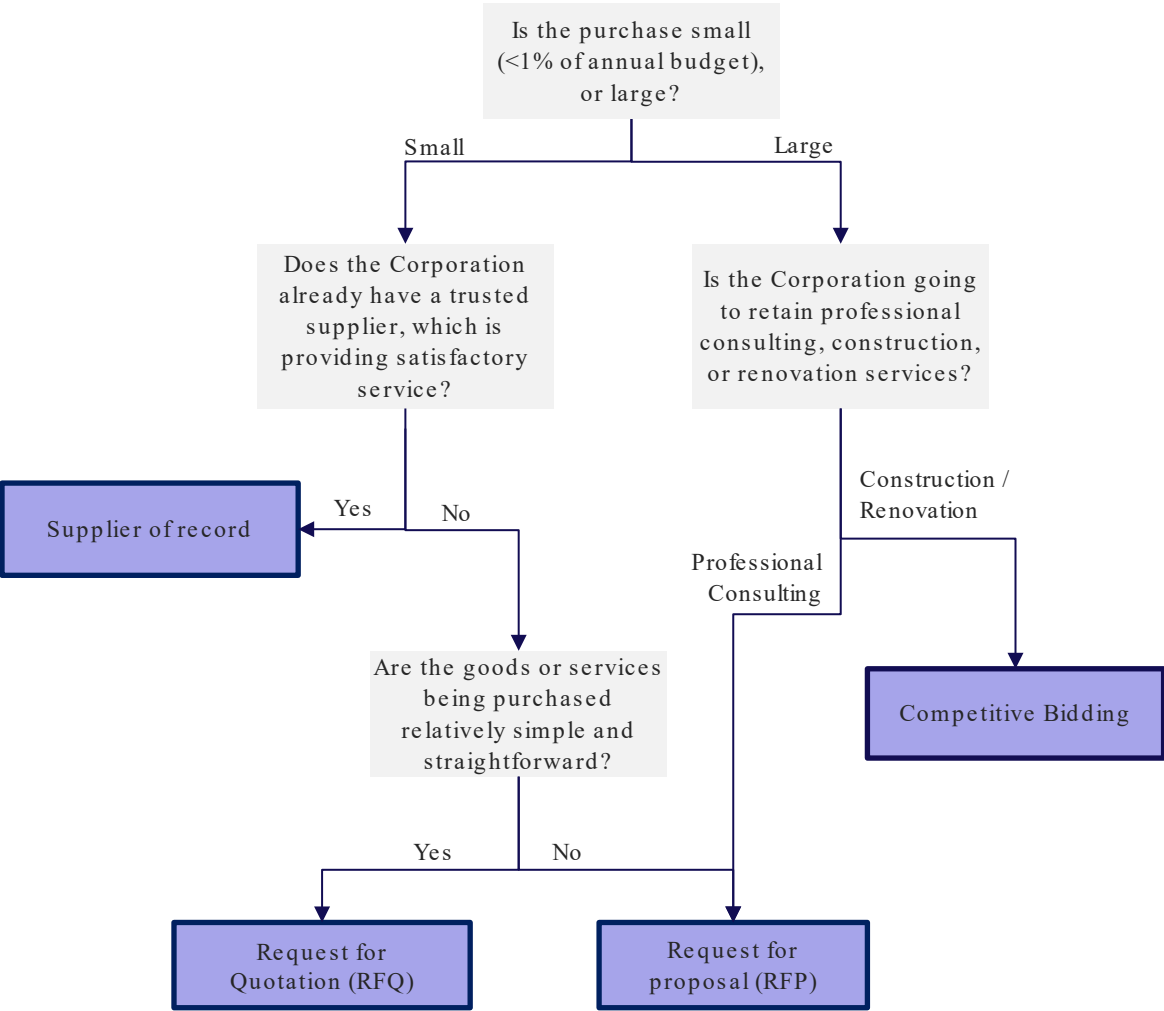 Is the purchase small
(<1% of annual budget),
or large?
Small
Large
Does the Corporation
already have a trusted
supplier, which is
providing satisfactory
service?
Is the Corporation going
to retain professional
consulting, construction,
or renovation services?
Construction /
Renovation
Yes
No
Supplier of record
Professional
Consulting
Are the goods or services
being purchased
relatively simple and
straightforward?
Competitive Bidding
Yes
No
Request for
Quotation (RFQ)
Request for
proposal (RFP)